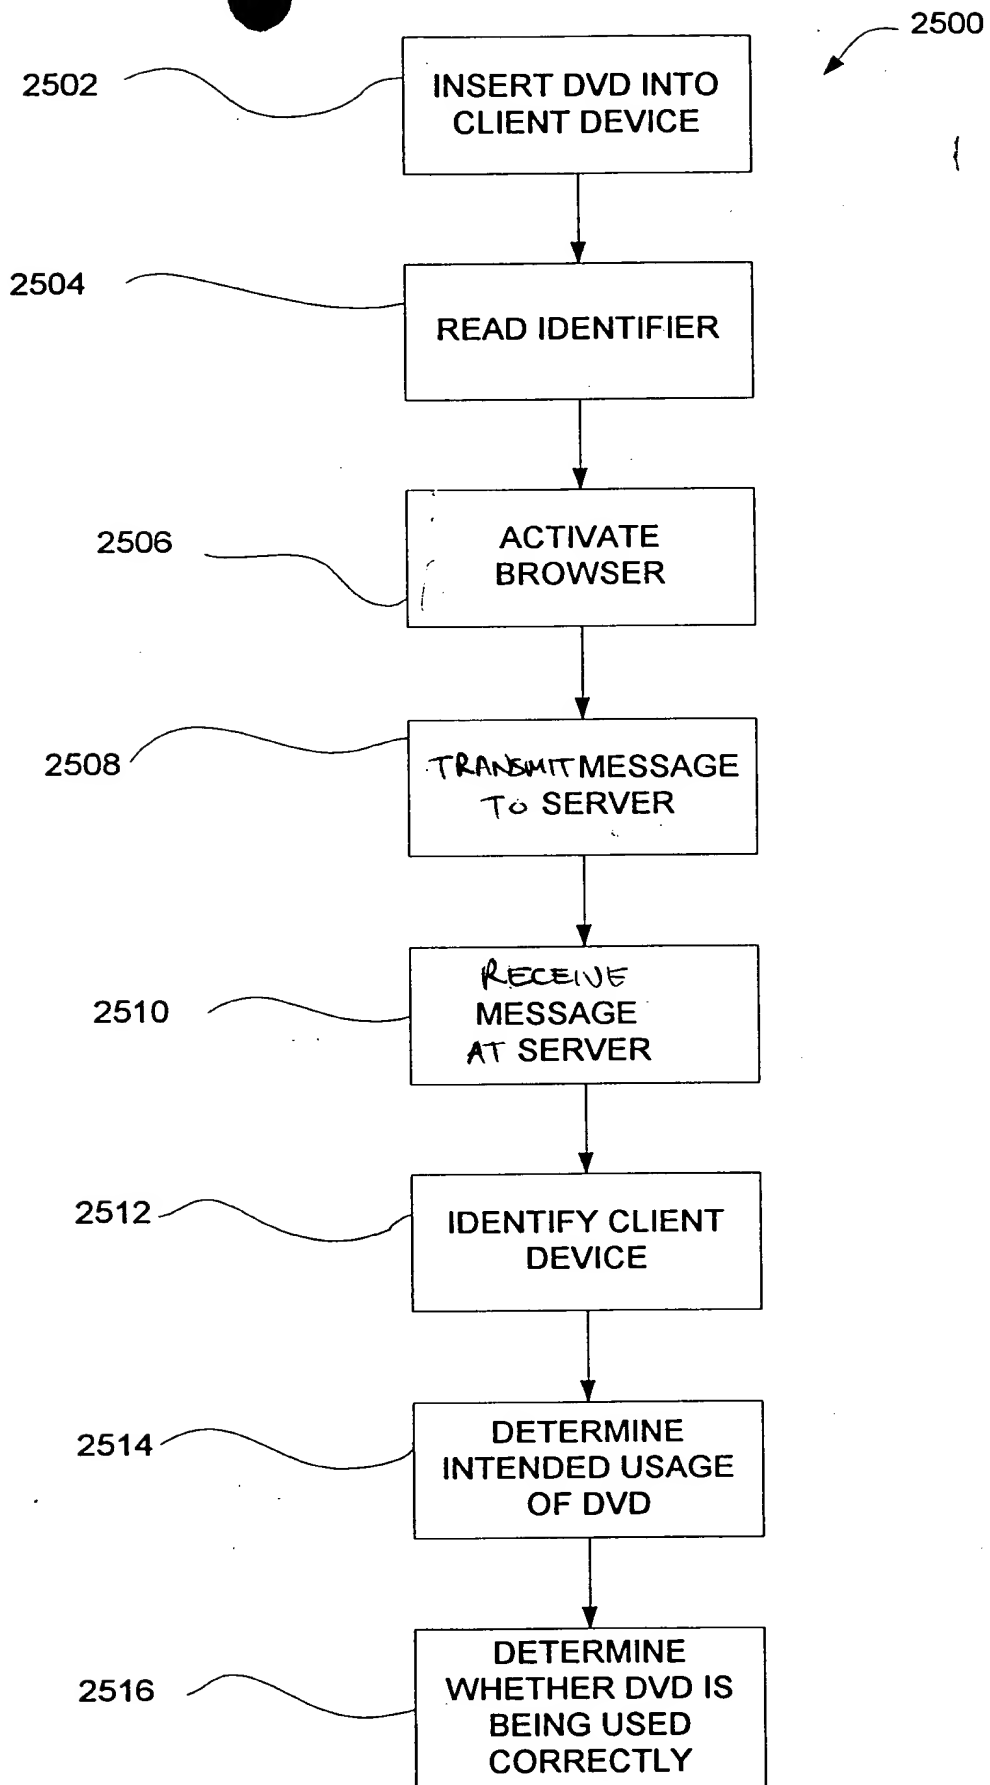 2500
2502
INSERT DVD INTO
CLIENT DEVICE
2504
READ IDENTIFIER
2506
ACTIVATE
BROWSER
2508
TRANSMIT MESSAGE
TO SERVER
2510
RECEIVE
MESSAGE
AT SERVER
2512
IDENTIFY CLIENT
DEVICE
2514
DETERMINE
INTENDED USAGE
OF DVD
2516
DETERMINE
WHETHER DVD IS
BEING USED
CORRECTLY